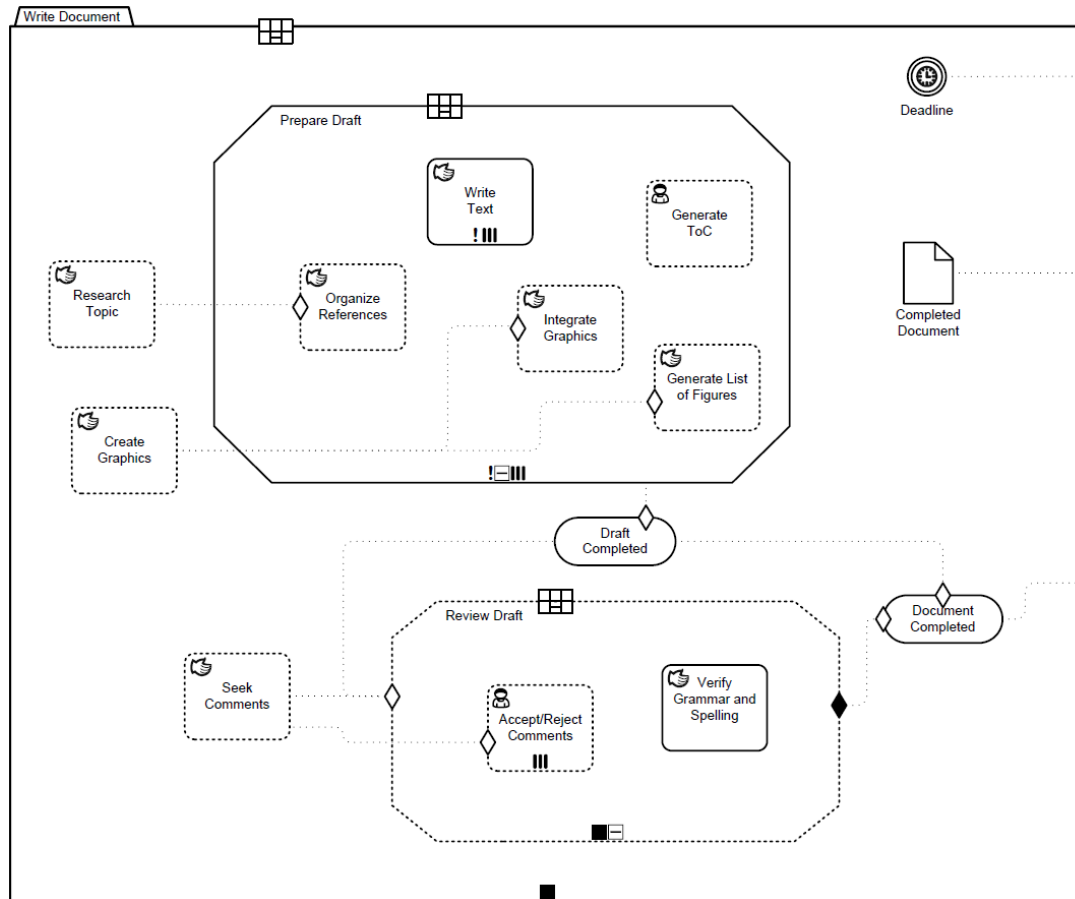 Write Document
Deadline
Prepare Draft
Write
Text
Generate
ToC
Research
Topic
Organize
References
Integrate
Graphics
Completed
Document
Generate List
of Figures
Create
Graphics
Draft
Completed
Review Draft
Document
Completed
Seek
Comments
Accept/Reject
Comments
Verify
Grammar and
Spelling